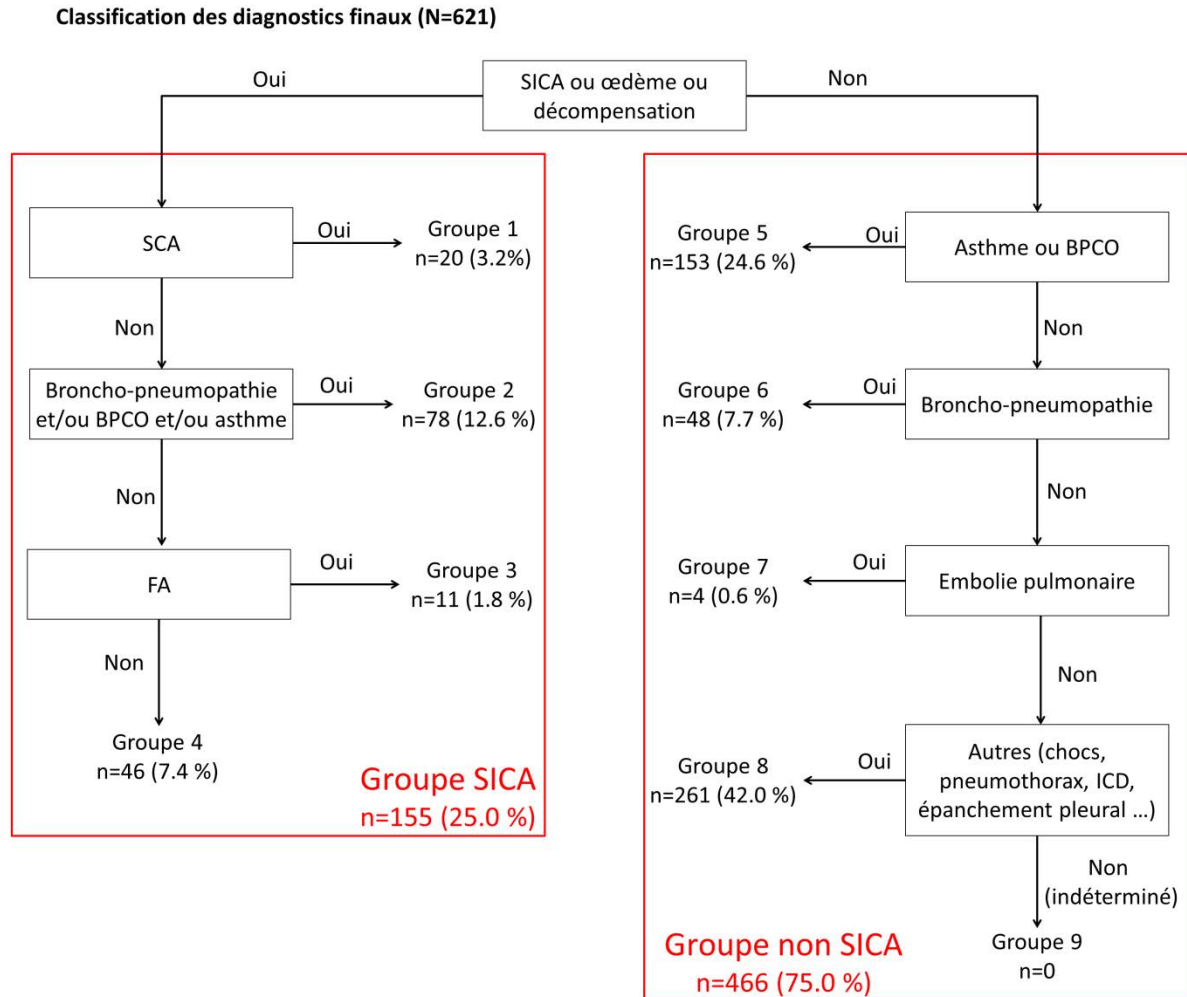 Classification des diagnostics finaux (N=621)
Oui
SICA ou œdème ou
décompensation
Non
SCA
Oui
Groupe 1
n=20 (3.2%)
Non
Broncho-pneumopathie
et/ou BPCO et/ou asthme
Oui
Groupe 2
n=78 (12.6 %)
Non
FA
Oui
Groupe 3
n=11 (1.8 %)
Non
Groupe 4
n=46 (7.4 %)
Groupe SICA
n=155 (25.0 %)
Groupe 5
n=153 (24.6 %)
Oui
Asthme ou BPCO
Non
Groupe 6
n=48 (7.7 %)
Oui
Broncho-pneumopathie
Non
Groupe 7
n=4 (0.6 %)
Oui
Embolie pulmonaire
Non
Groupe 8
n=261 (42.0 %)
Oui
Autres (chocs,
pneumothorax, ICD,
épanchement pleural ...)
Non
(indéterminé)
Groupe 9
n=0
Groupe non SICA
n=466 (75.0 %)